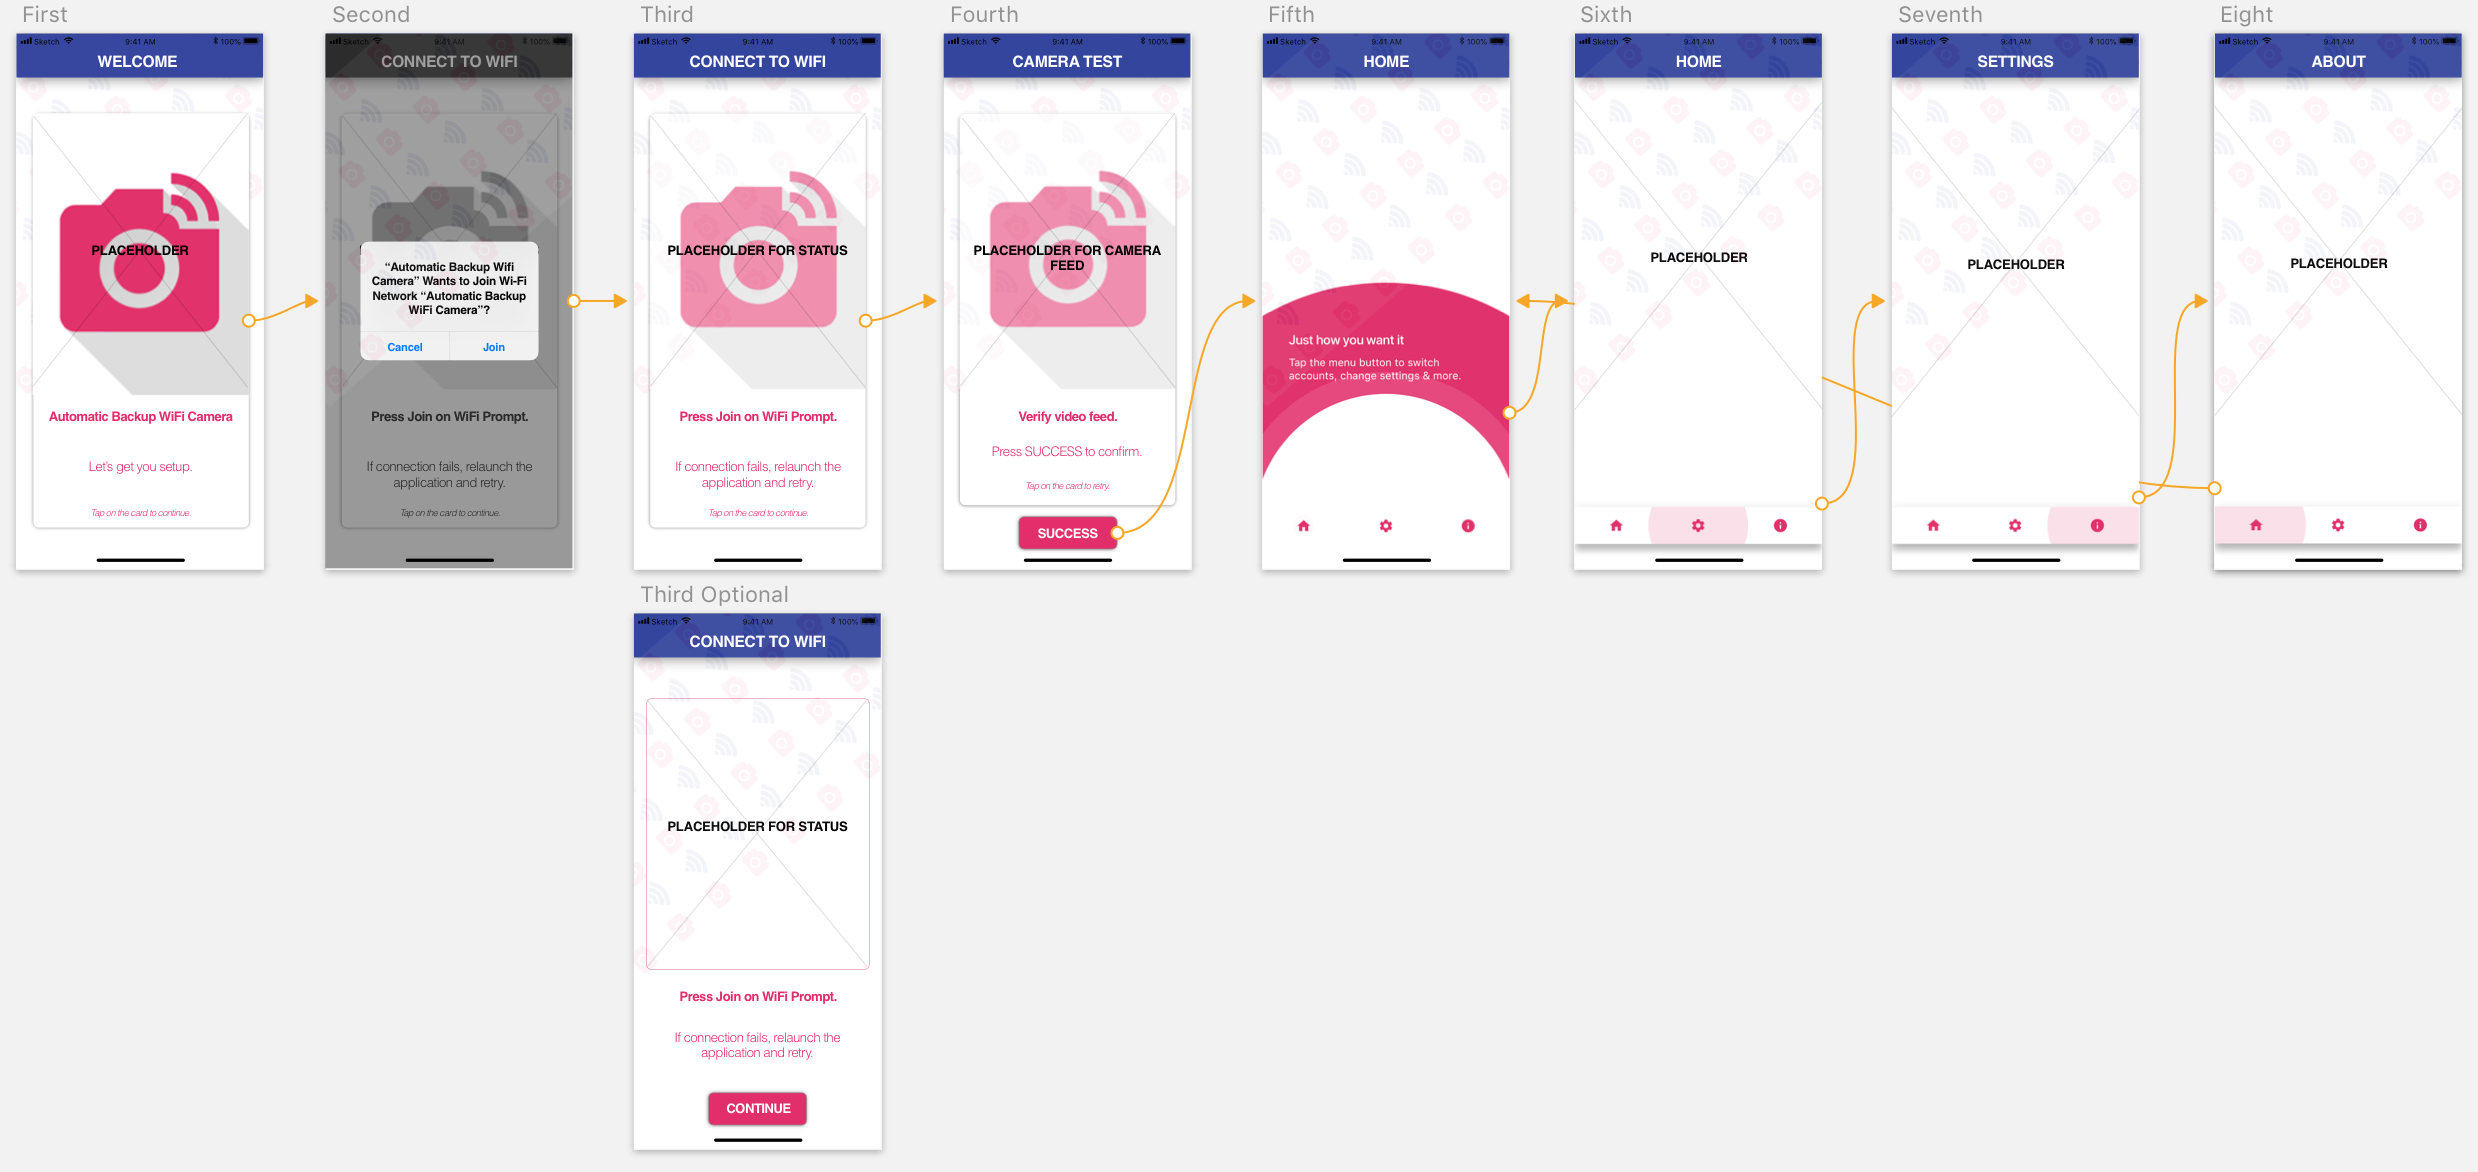 First
Sketch 9:41 AM 100%
WELCOME
PLACEHOLDER
Automatic Backup WiFi Camera
Let's get you setup.
Tap on the card to continue.
Second
Sketch 9:41 AM 100%
CONNECT TO WIFI
“Automatic Backup Wifi
Camera” Wants to Join Wi-Fi
Network “Automatic Backup
WiFi Camera”?
Cancel Join
Press Join on WiFi Prompt.
If connection fails, relaunch the
application and retry.
Tap on the card to continue.
Third
Sketch 9:41 AM 100%
CONNECT TO WIFI
PLACEHOLDER FOR STATUS
Press Join on WiFi Prompt.
If connection fails, relaunch the
application and retry.
Tap on the card to continue.
Fourth
Sketch 9:41 AM 100%
CAMERA TEST
PLACEHOLDER FOR CAMERA
FEED
Verify video feed.
Press SUCCESS to confirm.
Tap on the card to retry.
SUCCESS
Fifth
Sketch 9:41 AM 100%
HOME
Just how you want it
Tap the menu button to switch
accounts, change settings & more.
Sixth
Sketch 9:41 AM 100%
HOME
PLACEHOLDER
Seventh
Sketch 9:41 AM 100%
SETTINGS
PLACEHOLDER
Eight
Sketch 9:41 AM 100%
ABOUT
PLACEHOLDER
Third Optional
Sketch 9:41 AM 100%
CONNECT TO WIFI
PLACEHOLDER FOR STATUS
Press Join on WiFi Prompt.
If connection fails, relaunch the
application and retry.
CONTINUE